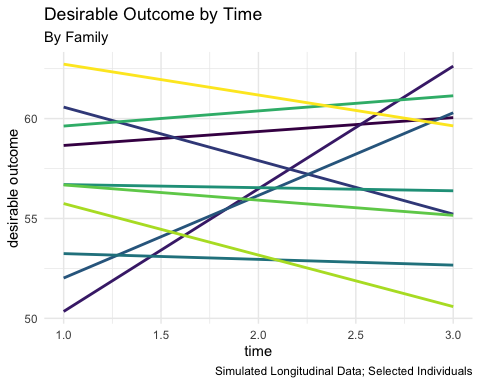 Desirable Outcome by Time
By Family
desirable outcome
60
55
50
1.0 1.5 2.0 2.5 3.0
time
Simulated Longitudinal Data; Selected Individuals